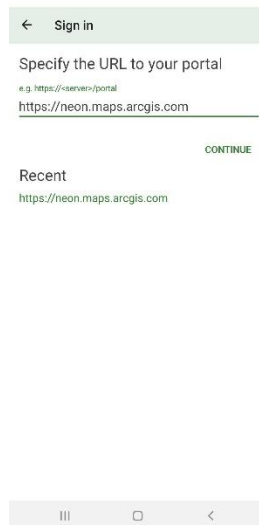 Sign in
Specify the URL to your portal
e.g. https://<server>/portal
https://neon.maps.arcgis.com
CONTINUE
Recent
https://neon.maps.arcgis.com